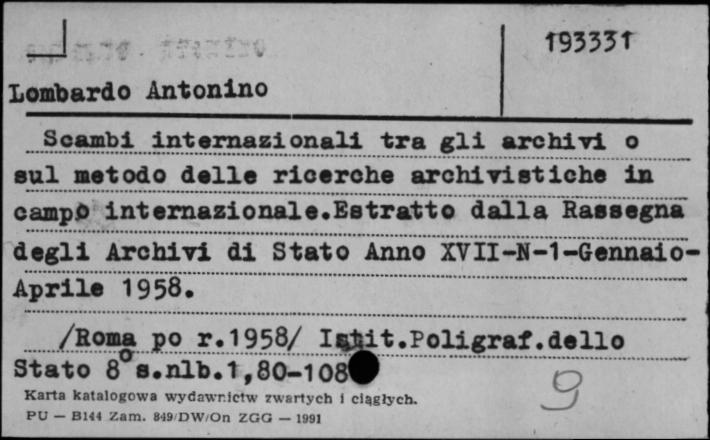 193331
Lombardo Antonino
Scambi internazionali tra gli archivi o
sul metodo delle ricerche archivistiche in
campo internazionale.Estratto dalla Rassegna
degli Archivi di Stato Anno XVII-N-1-Gennaio-
Aprile 1958.
/Roma po r.1958/ Istit.Poligraf.dello
Stato 8° s.nlb.1,80-108
9
Karta katalogowa wydawnictw zwartych i ciągłych.
PU — B144 Zam. 849/DW/On ZGG — 1991